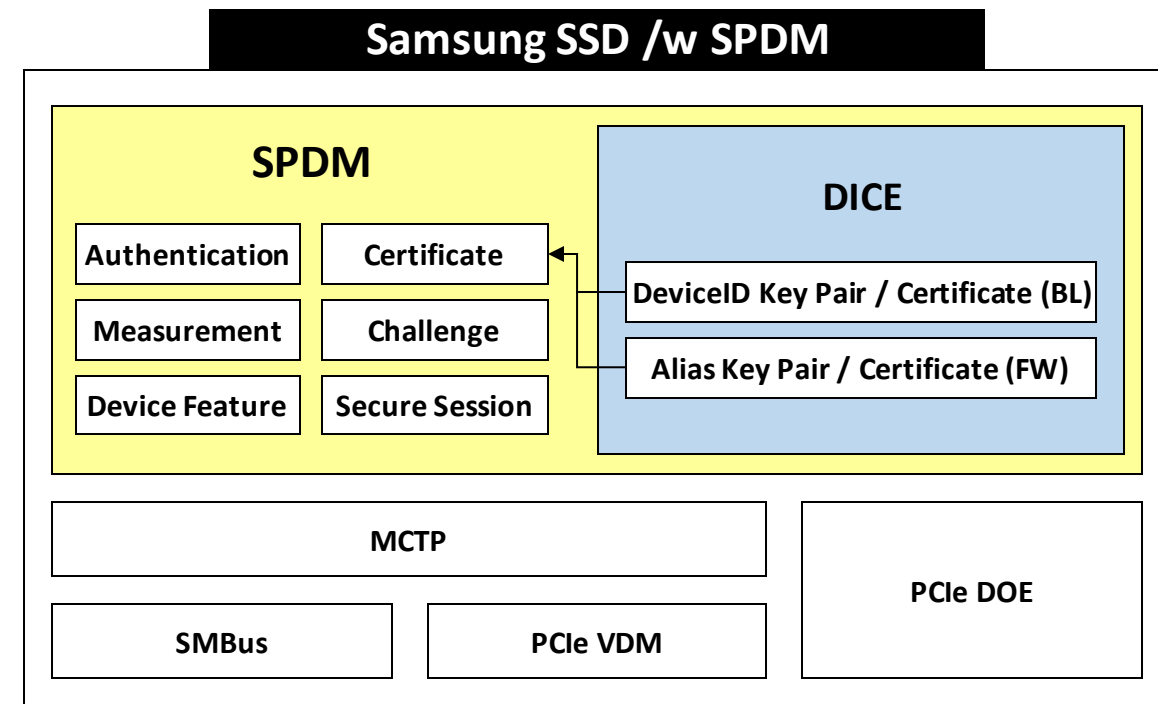 Samsung SSD /w SPDM
SPDM
Authentication
Certificate
Measurement
Challenge
Device Feature
Secure Session
DICE
DeviceID Key Pair / Certificate (BL)
Alias Key Pair / Certificate (FW)
MCTP
SMBus
PCIe VDM
PCIe DOE